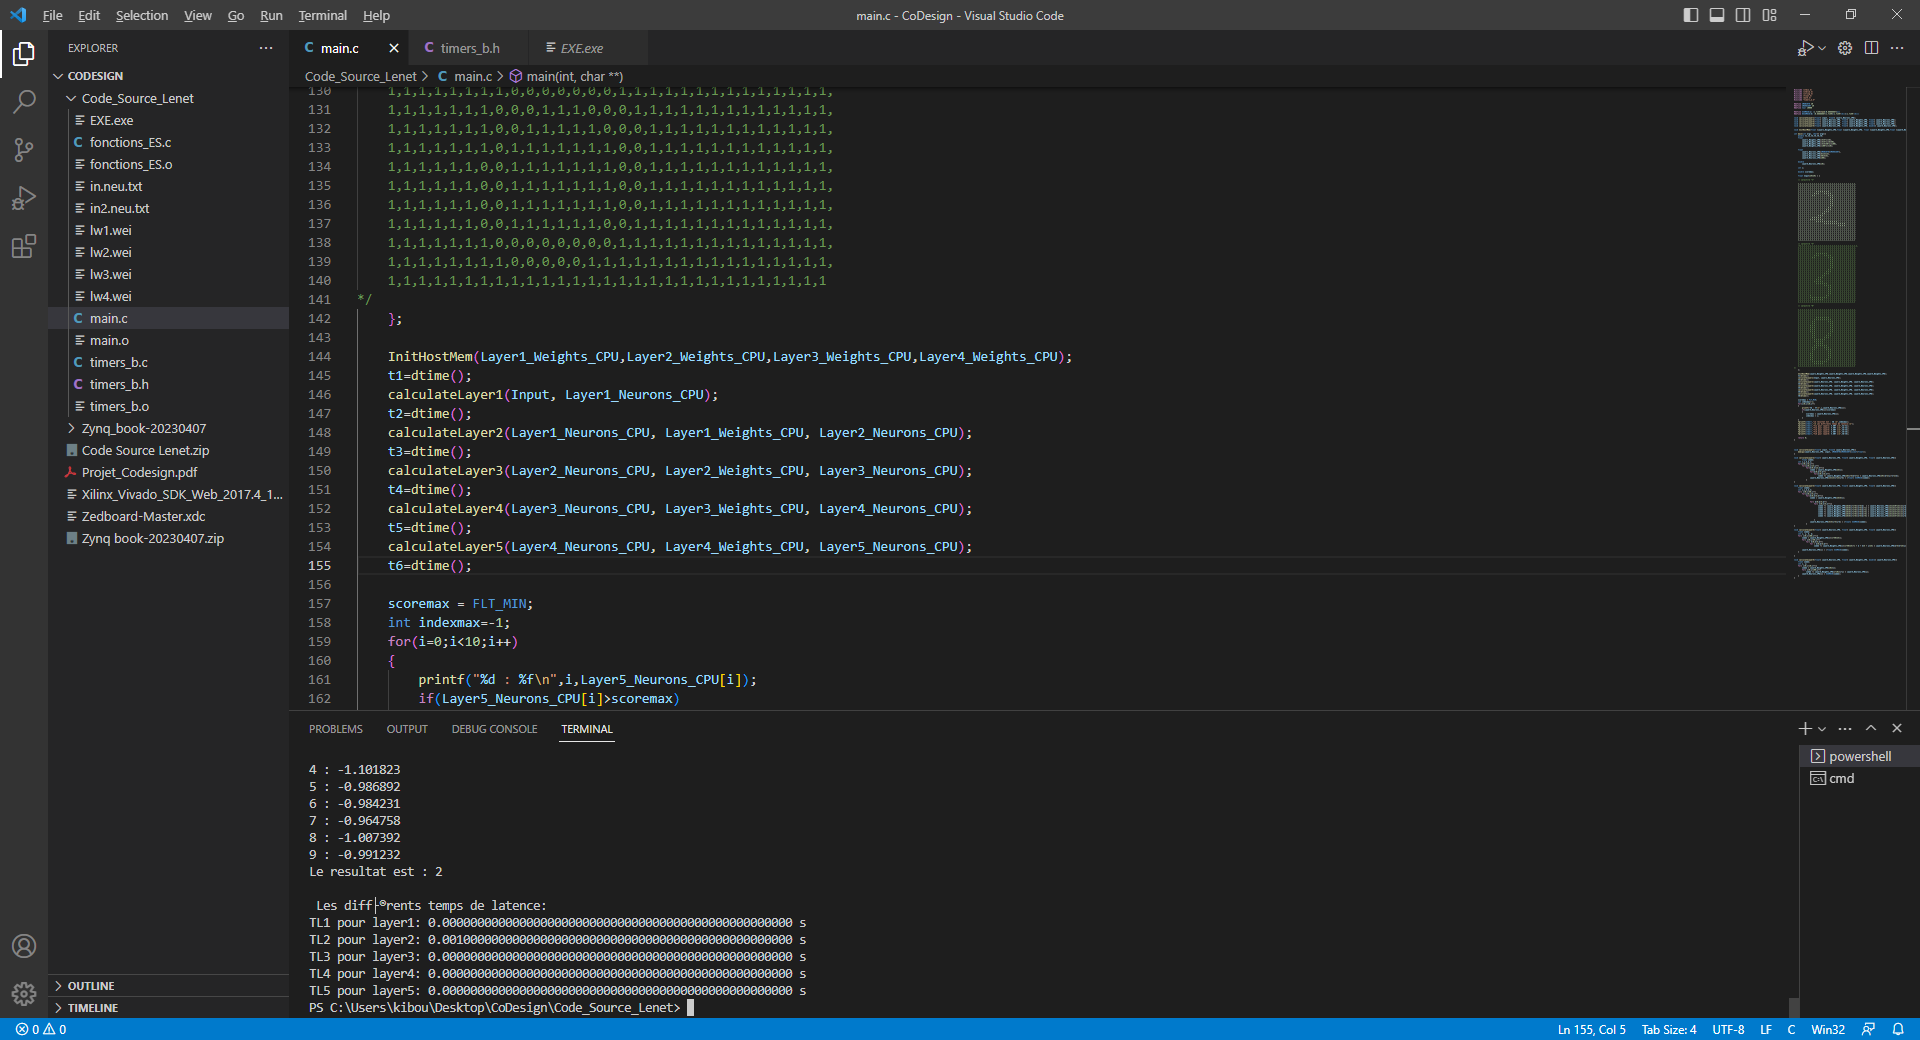 File Edit Selection View Go Run Terminal Help
main.c - CoDesign - Visual Studio Code
EXPLORER
CODESIGN
Code_Source_Lenet
EXE.exe
fonctions_ES.c
fonctions_ES.o
in.neu.txt
in2.neu.txt
lw1.wei
lw2.wei
lw3.wei
lw4.wei
main.c
main.o
timers_b.c
timers_b.h
timers_b.o
Zynq_book-20230407
Code Source Lenet.zip
Projet_Codesign.pdf
Xilinx_Vivado_SDK_Web_2017.4_1...
Zedboard-Master.xdc
Zynq book-20230407.zip
OUTLINE
TIMELINE
main.c timers_b.h EXE.exe
Code_Source_Lenet > main.c > main(int, char **)
130 1,1,1,1,1,1,1,1,0,0,0,0,0,0,0,1,1,1,1,1,1,1,1,1,1,1,1,1,1,
131 1,1,1,1,1,1,1,0,0,0,1,1,1,0,0,0,1,1,1,1,1,1,1,1,1,1,1,1,1,
132 1,1,1,1,1,1,1,0,0,1,1,1,1,1,0,0,1,1,1,1,1,1,1,1,1,1,1,1,1,
133 1,1,1,1,1,1,0,0,1,1,1,1,1,1,0,0,1,1,1,1,1,1,1,1,1,1,1,1,1,
134 1,1,1,1,1,1,0,0,1,1,1,1,1,1,1,0,0,1,1,1,1,1,1,1,1,1,1,1,1,
135 1,1,1,1,1,1,0,0,1,1,1,1,1,1,1,0,0,1,1,1,1,1,1,1,1,1,1,1,1,
136 1,1,1,1,1,1,0,0,1,1,1,1,1,1,1,0,0,1,1,1,1,1,1,1,1,1,1,1,1,
137 1,1,1,1,1,1,0,0,1,1,1,1,1,1,0,0,1,1,1,1,1,1,1,1,1,1,1,1,1,
138 1,1,1,1,1,1,1,0,0,0,0,0,0,0,0,1,1,1,1,1,1,1,1,1,1,1,1,1,1,
139 1,1,1,1,1,1,1,1,0,0,0,0,0,1,1,1,1,1,1,1,1,1,1,1,1,1,1,1,1,
140 1,1,1,1,1,1,1,1,1,1,1,1,1,1,1,1,1,1,1,1,1,1,1,1,1,1,1,1,1
141 */
142 };
143
144 InitHostMem(Layer1_Weights_CPU,Layer2_Weights_CPU,Layer3_Weights_CPU,Layer4_Weights_CPU);
145 t1=dtime();
146 calculateLayer1(Input, Layer1_Neurons_CPU);
147 t2=dtime();
148 calculateLayer2(Layer1_Neurons_CPU, Layer1_Weights_CPU, Layer2_Neurons_CPU);
149 t3=dtime();
150 calculateLayer3(Layer2_Neurons_CPU, Layer2_Weights_CPU, Layer3_Neurons_CPU);
151 t4=dtime();
152 calculateLayer4(Layer3_Neurons_CPU, Layer3_Weights_CPU, Layer4_Neurons_CPU);
153 t5=dtime();
154 calculateLayer5(Layer4_Neurons_CPU, Layer4_Weights_CPU, Layer5_Neurons_CPU);
155 t6=dtime();
156
157 scoremax = FLT_MIN;
158 int indexmax=-1;
159 for(i=0;i<10;i++)
160 {
161 printf("%d : %f\n",i,Layer5_Neurons_CPU[i]);
162 if(Layer5_Neurons_CPU[i]>scoremax)
PROBLEMS OUTPUT DEBUG CONSOLE TERMINAL
powershell
cmd
4 : -1.101823
5 : -0.986892
6 : -0.984231
7 : -0.964758
8 : -1.007392
9 : -0.991232
Le resultat est : 2
Les diff├®rents temps de latence:
TL1 pour layer1: 0.00000000000000000000000000000000000000000000000000 s
TL2 pour layer2: 0.00100000000000000000000000000000000000000000000000 s
TL3 pour layer3: 0.00000000000000000000000000000000000000000000000000 s
TL4 pour layer4: 0.00000000000000000000000000000000000000000000000000 s
TL5 pour layer5: 0.00000000000000000000000000000000000000000000000000 s
PS C:\Users\kibou\Desktop\CoDesign\Code_Source_Lenet>
0 0
Ln 155, Col 5 Tab Size: 4 UTF-8 LF C Win32